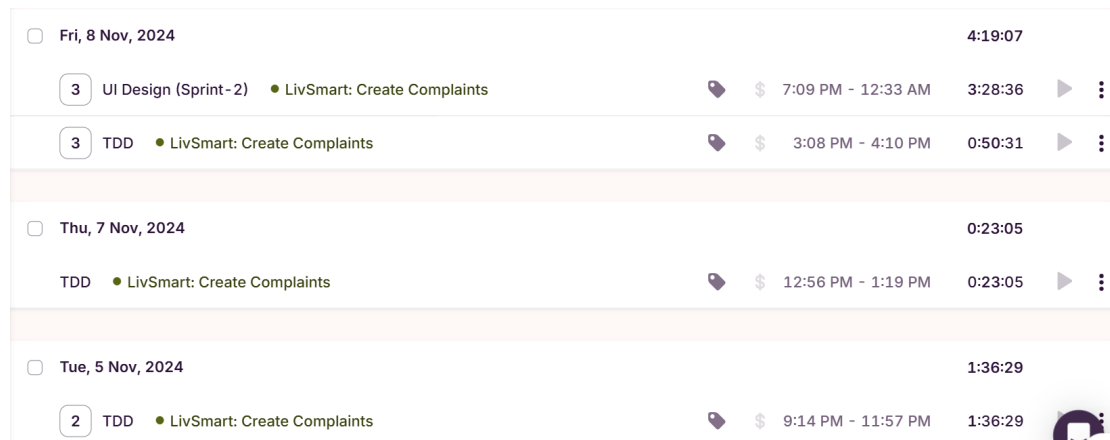 Fri, 8 Nov, 2024 4:19:07
3 UI Design (Sprint-2) LivSmart: Create Complaints $ 7:09 PM - 12:33 AM 3:28:36
3 TDD LivSmart: Create Complaints $ 3:08 PM - 4:10 PM 0:50:31
Thu, 7 Nov, 2024 0:23:05
TDD LivSmart: Create Complaints $ 12:56 PM - 1:19 PM 0:23:05
Tue, 5 Nov, 2024 1:36:29
2 TDD LivSmart: Create Complaints $ 9:14 PM - 11:57 PM 1:36:29